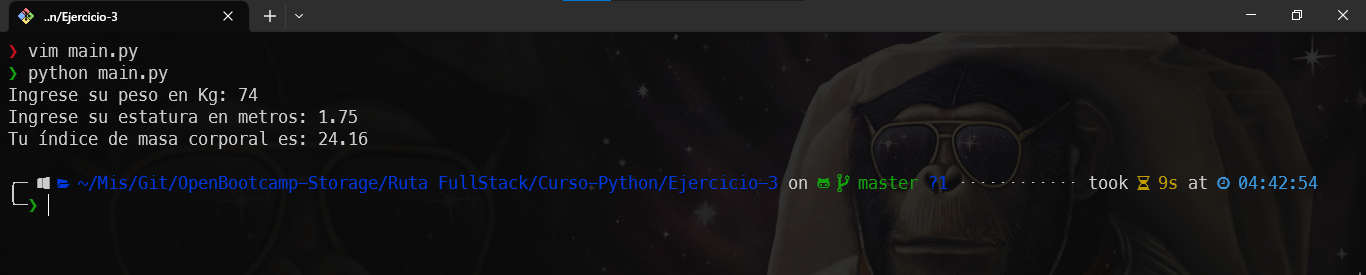 ..n/Ejercicio-3
❯ vim main.py
❯ python main.py
Ingrese su peso en Kg: 74
Ingrese su estatura en metros: 1.75
Tu índice de masa corporal es: 24.16
~/Mis/Git/OpenBootcamp-Storage/Ruta FullStack/Curso-Python/Ejercicio-3 on master ?1 ············ took 9s at 04:42:54
❯